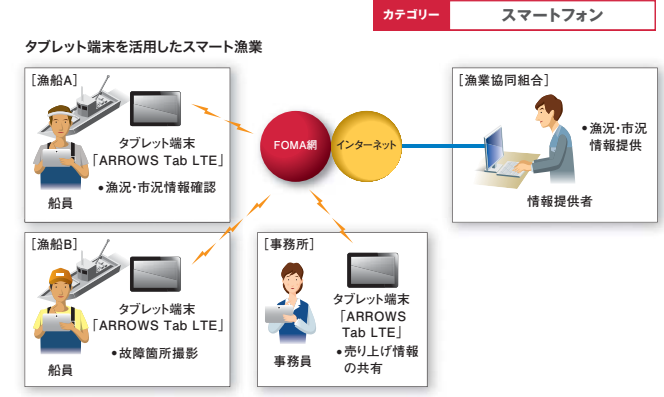 カテゴリー
スマートフォン
タブレット端末を活用したスマート漁業
［漁船A］
タブレット端末
「ARROWS Tab LTE」
●漁況・市況情報確認
船員
FOMA網
インターネット
［漁業協同組合］
●漁況・市況
情報提供
情報提供者
［漁船B］
タブレット端末
「ARROWS Tab LTE」
●故障箇所撮影
船員
［事務所］
タブレット端末
「ARROWS
Tab LTE」
●売り上げ情報
の共有
事務員